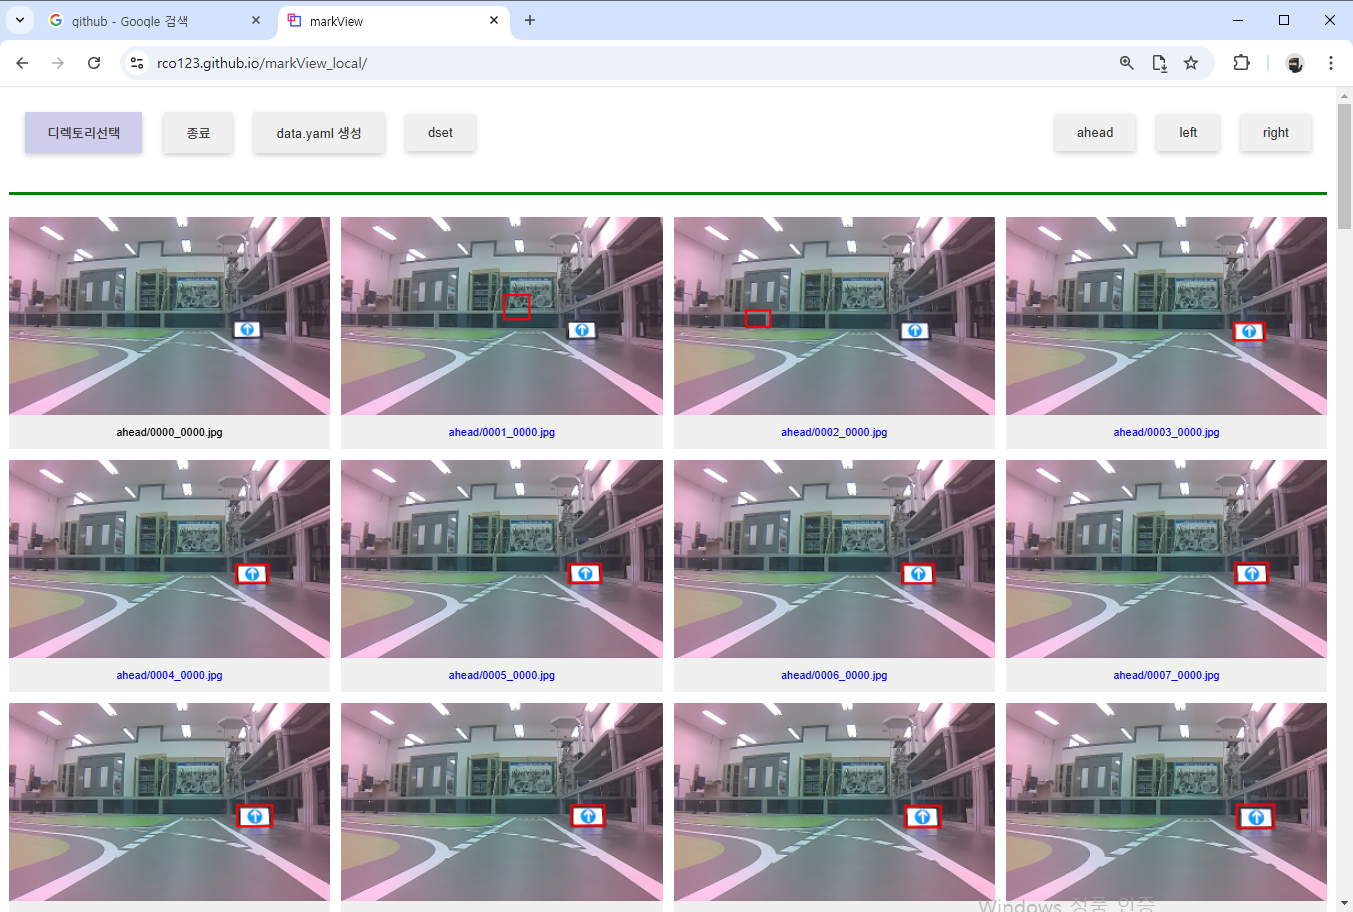 github - Google 검색
markView
rco123.github.io/markView_local/
디렉토리선택
종료
data.yaml 생성
dset
ahead
left
right
ahead/0000_0000.jpg
ahead/0001_0000.jpg
ahead/0002_0000.jpg
ahead/0003_0000.jpg
ahead/0004_0000.jpg
ahead/0005_0000.jpg
ahead/0006_0000.jpg
ahead/0007_0000.jpg
Windows 정품 인증